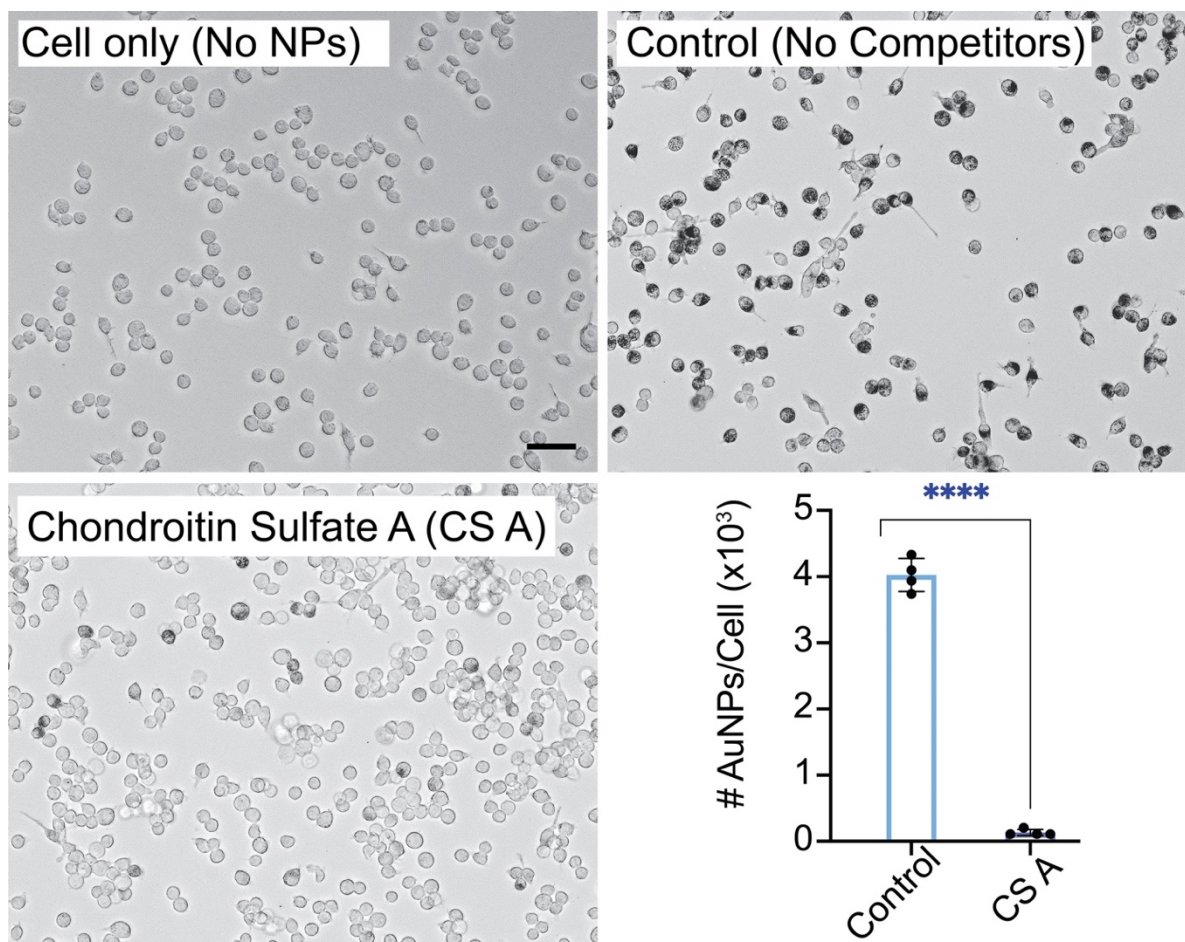 Cell only (No NPs)
Control (No Competitors)
Chondroitin Sulfate A (CS A)
****
# AuNPs/Cell (x10³)
5
4
3
2
1
0
Control
CS A